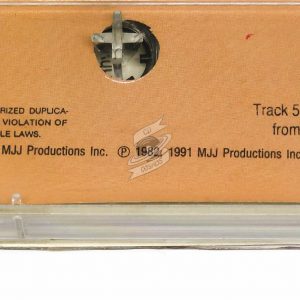 RIZED DUPLICA-
VIOLATION OF
LE LAWS.
Track 5
from
MJJ Productions Inc. Ⓟ 1982, 1991 MJJ Productions Inc